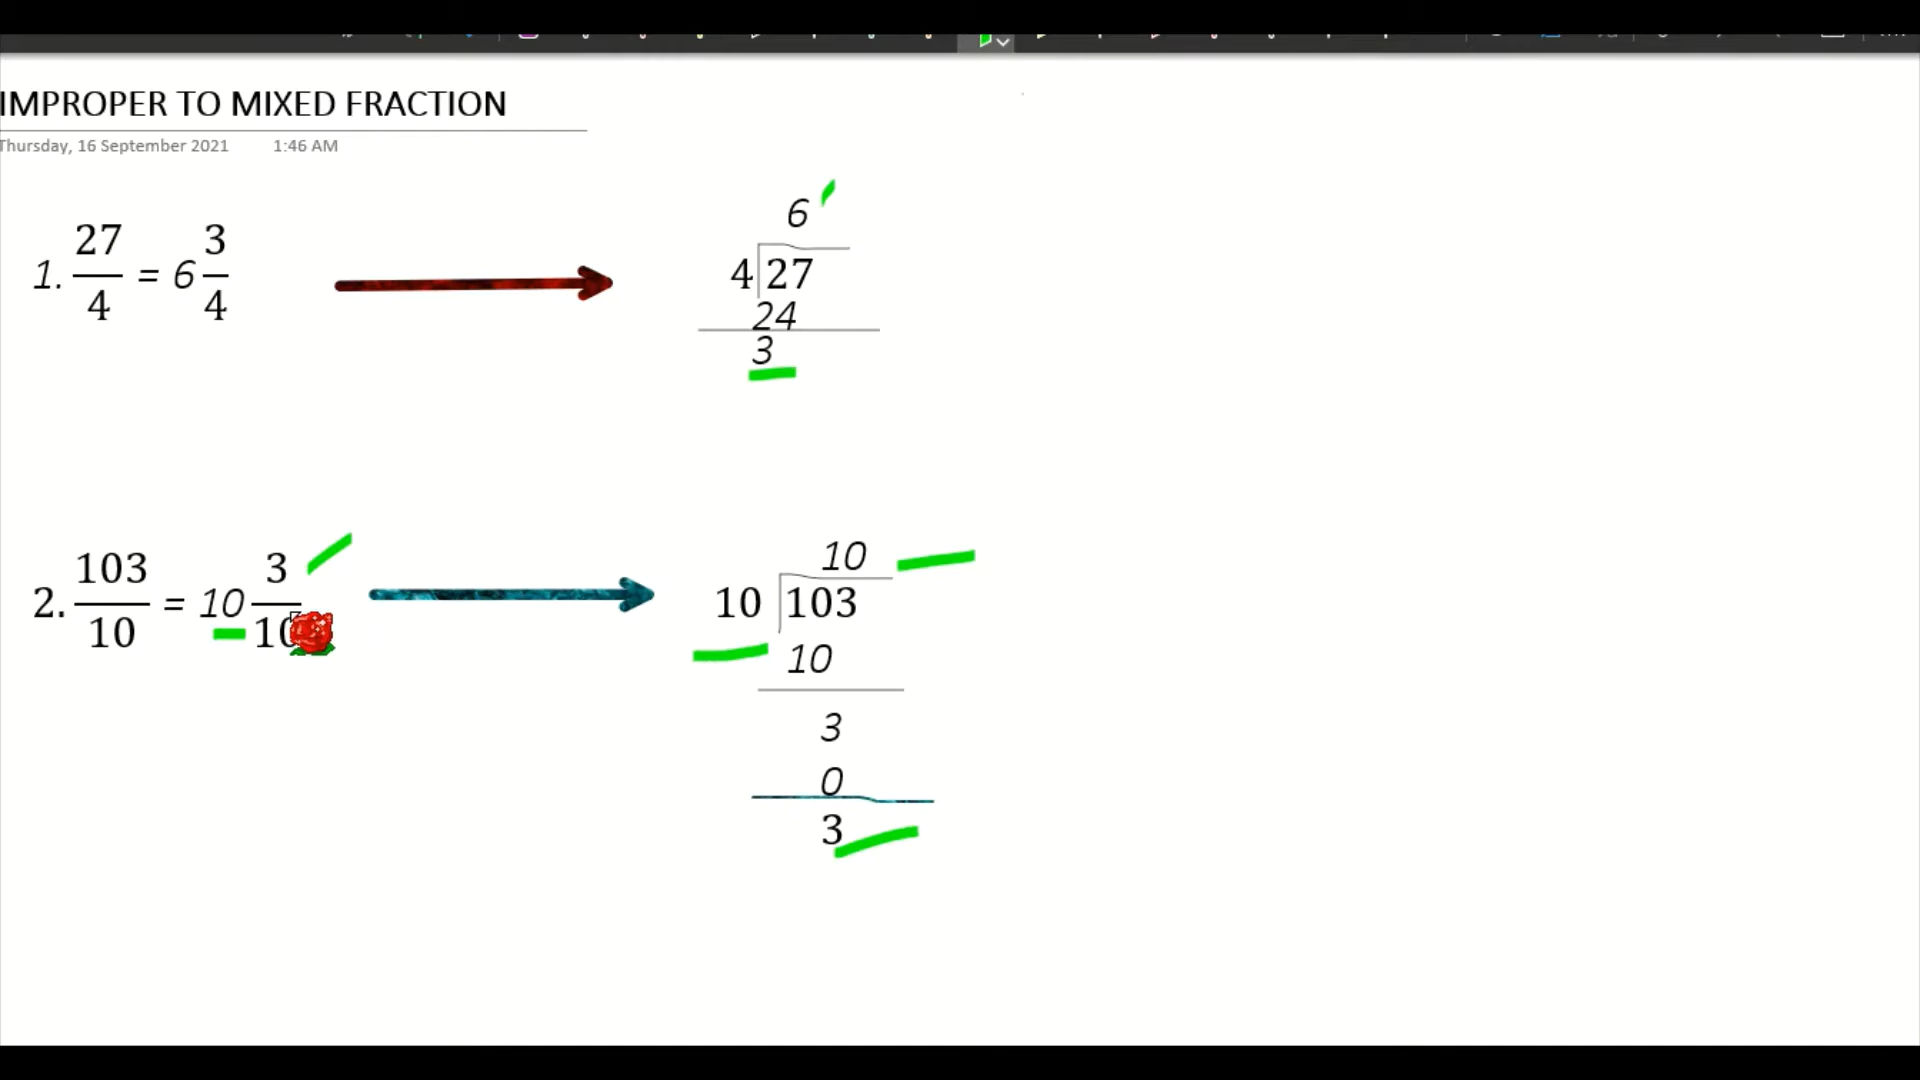 IMPROPER TO MIXED FRACTION
Thursday, 16 September 2021 1:46 AM
1. 27/4 = 6 3/4
6
4 27
24
3
2. 103/10 = 10 3/10
10
10 103
10
3
0
3